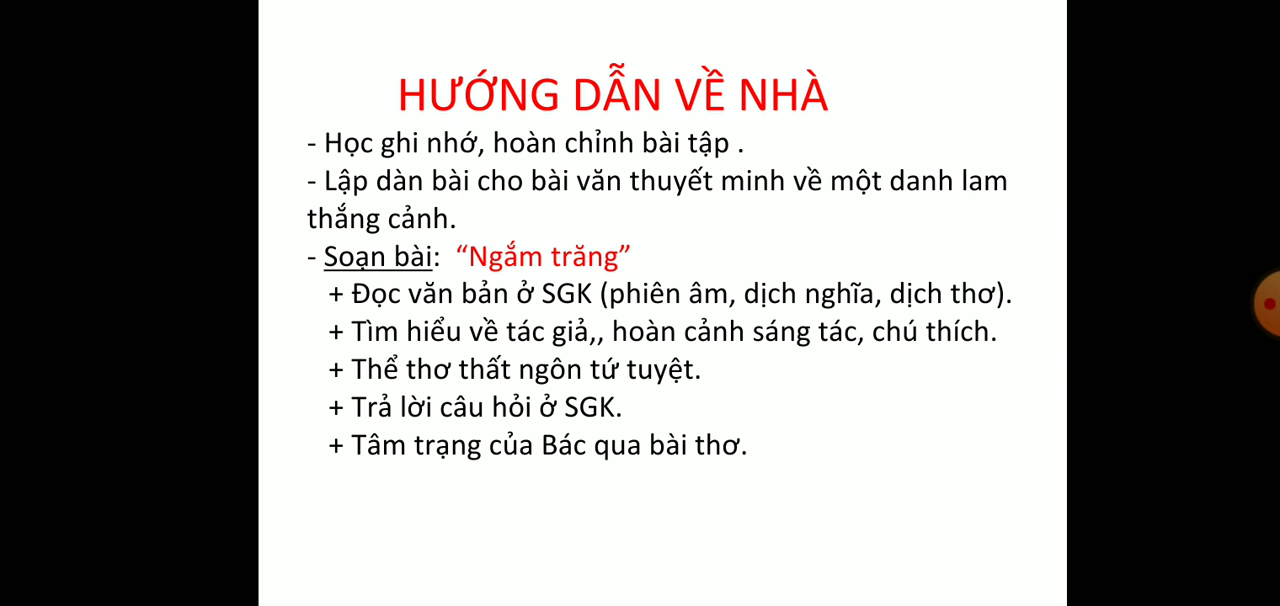 HƯỚNG DẪN VỀ NHÀ
- Học ghi nhớ, hoàn chỉnh bài tập .
- Lập dàn bài cho bài văn thuyết minh về một danh lam
thắng cảnh.
- Soạn bài: “Ngắm trăng”
+ Đọc văn bản ở SGK (phiên âm, dịch nghĩa, dịch thơ).
+ Tìm hiểu về tác giả,, hoàn cảnh sáng tác, chú thích.
+ Thể thơ thất ngôn tứ tuyệt.
+ Trả lời câu hỏi ở SGK.
+ Tâm trạng của Bác qua bài thơ.